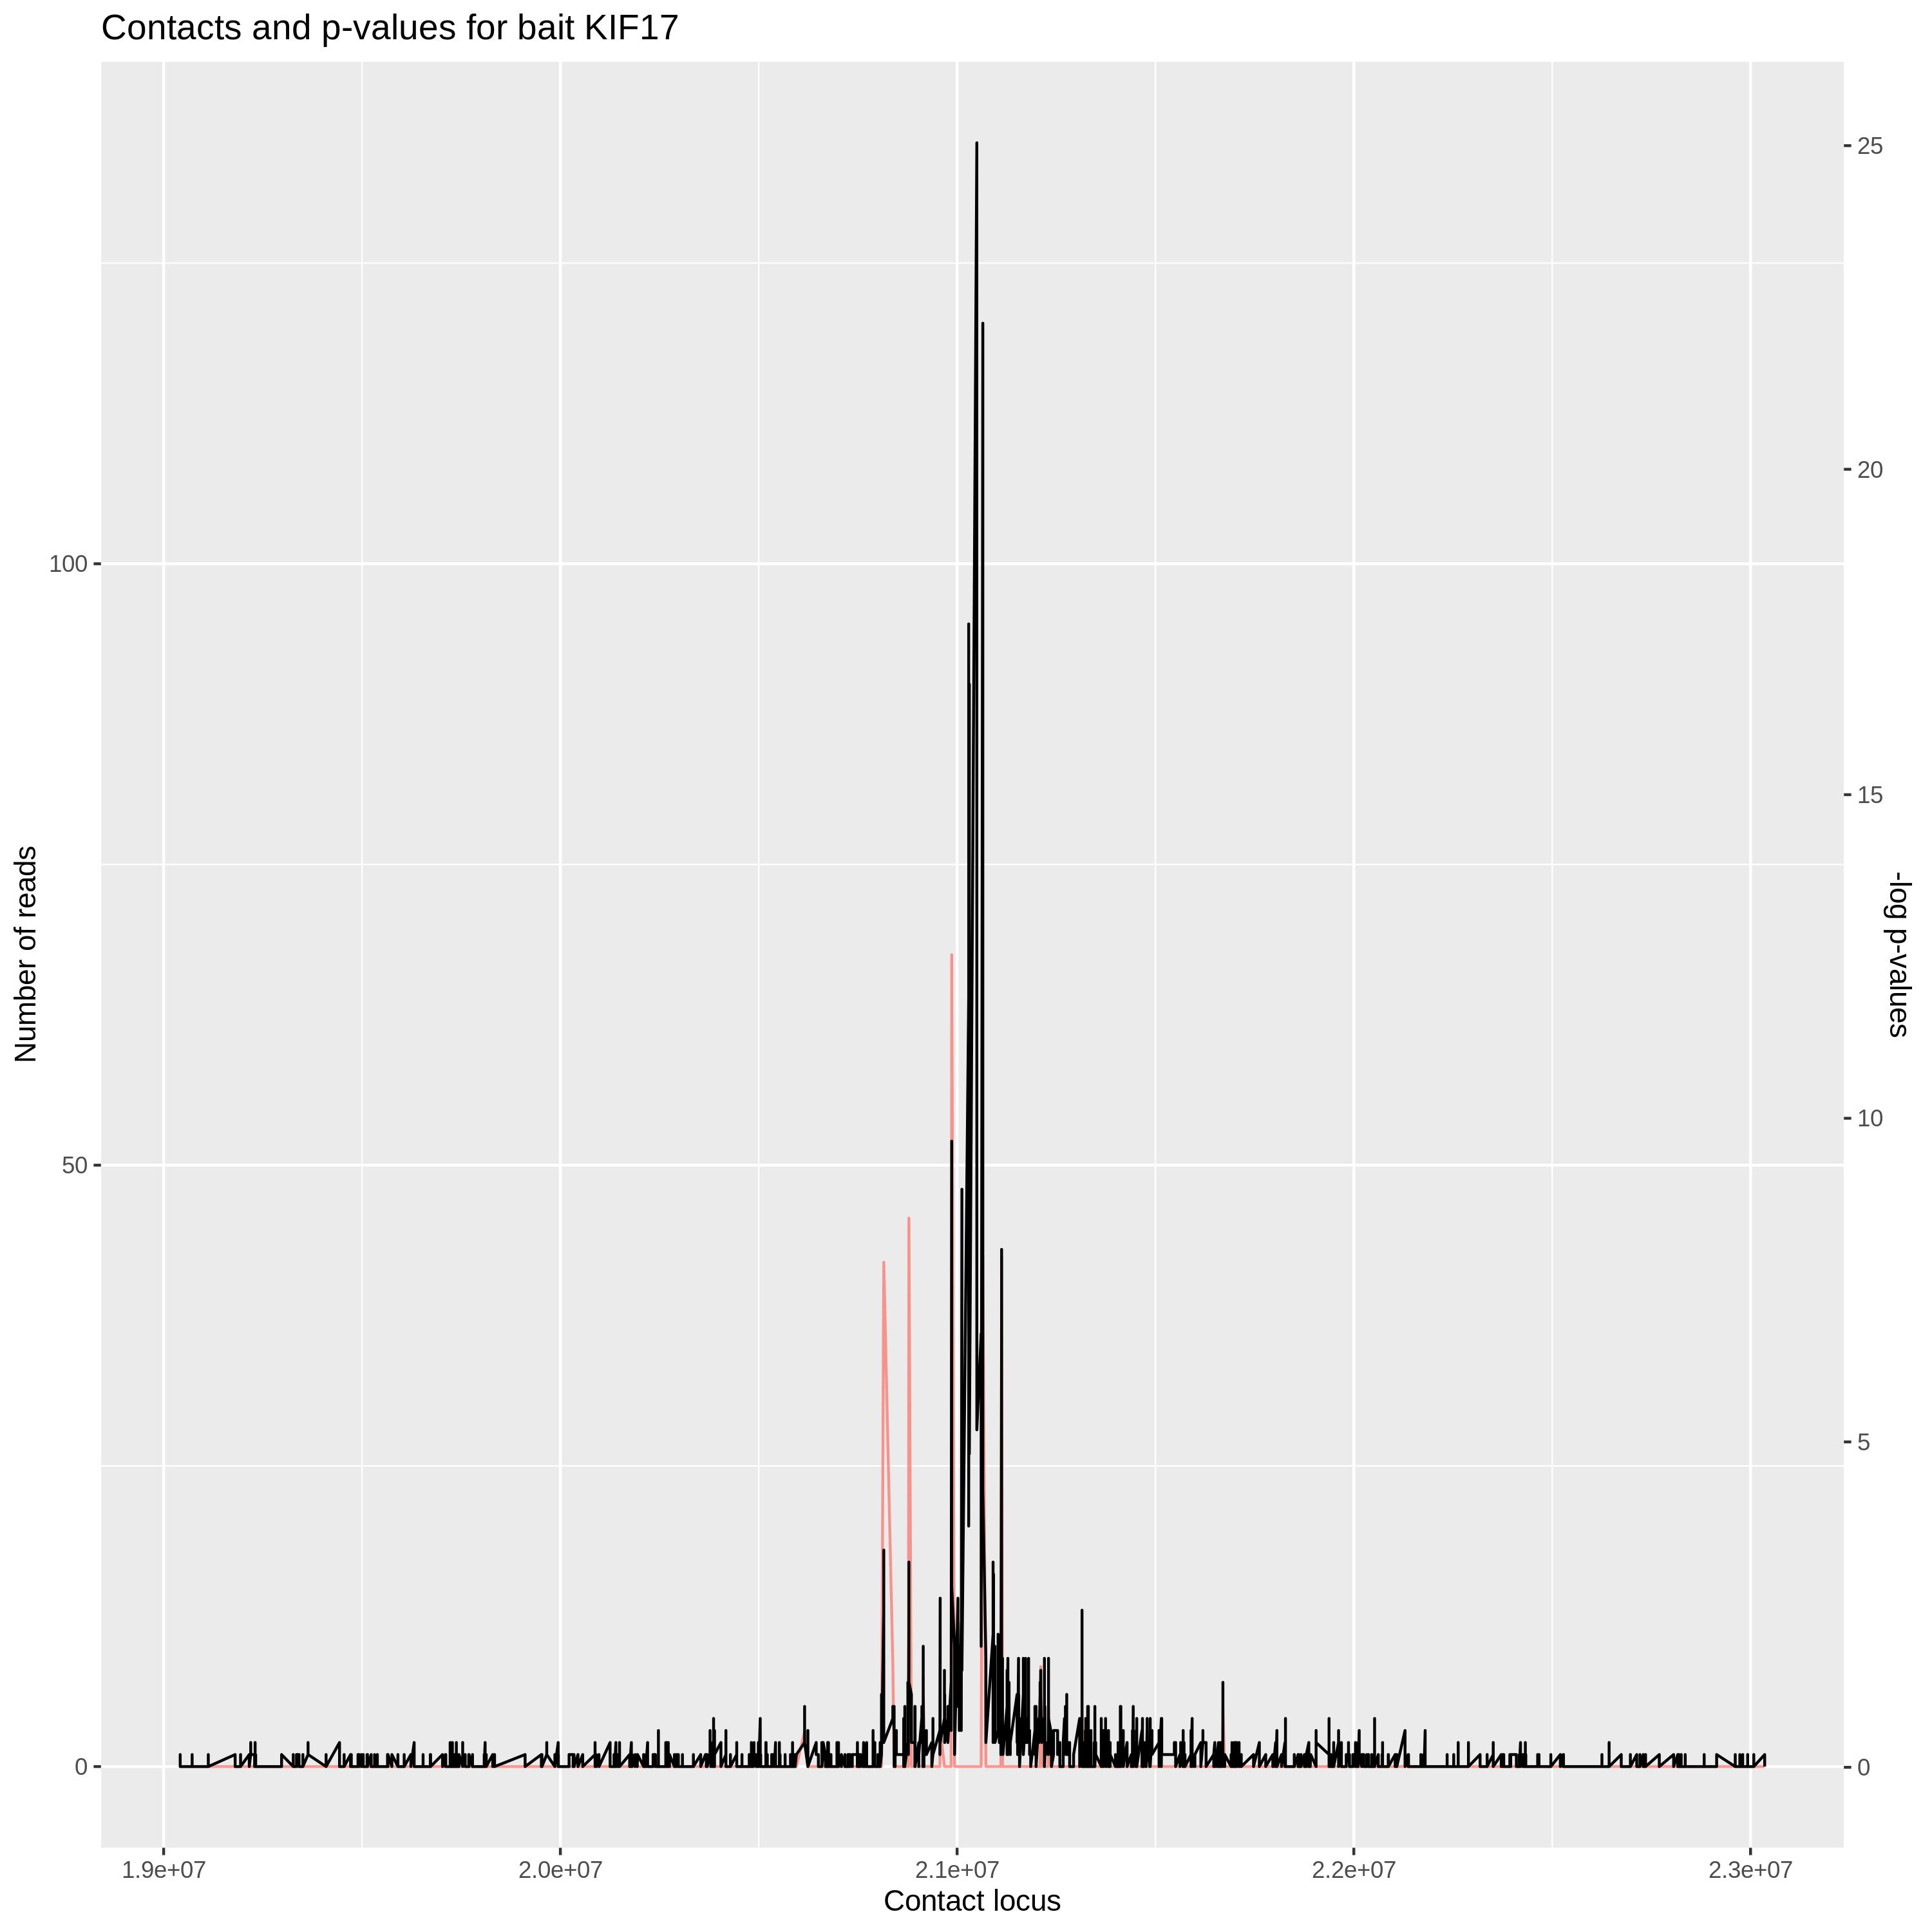 Contacts and p-values for bait KIF17
25
20
100
15
Number of reads
-log p-values
10
50
5
0
0
1.9e+07
2.0e+07
2.1e+07
2.2e+07
2.3e+07
Contact locus